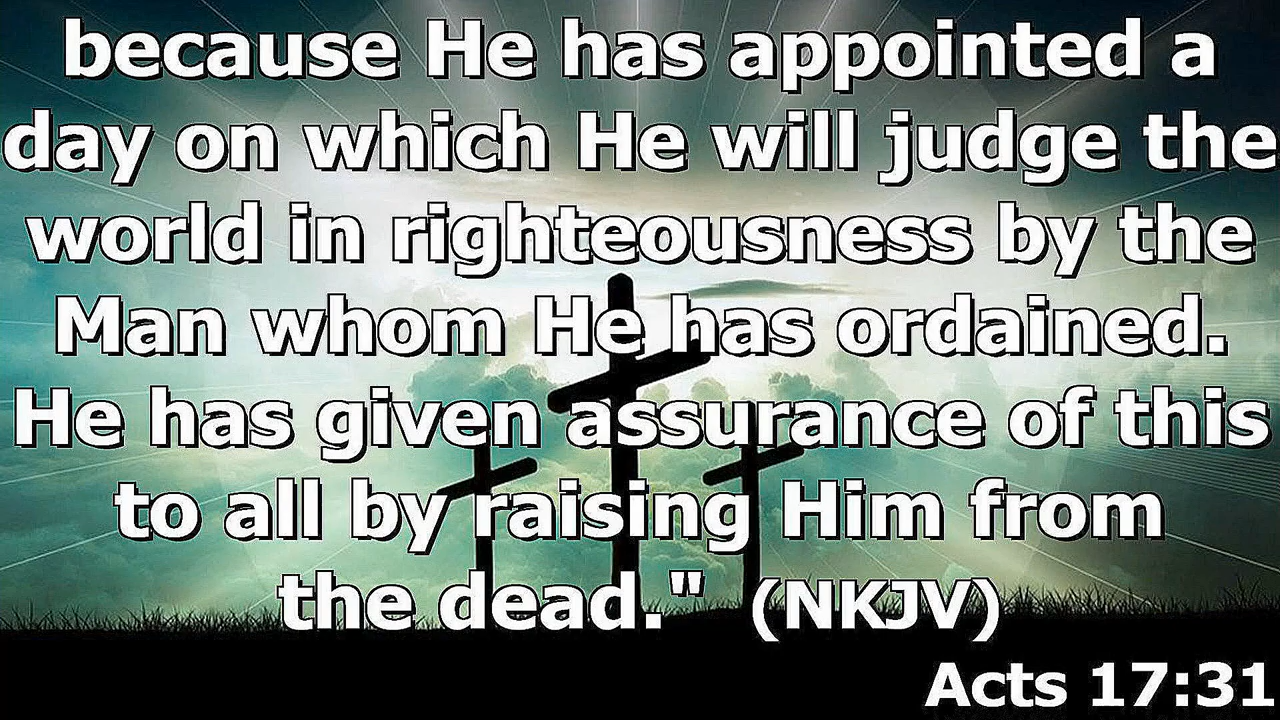 because He has appointed a
day on which He will judge the
world in righteousness by the
Man whom He has ordained.
He has given assurance of this
to all by raising Him from
the dead." (NKJV)
Acts 17:31